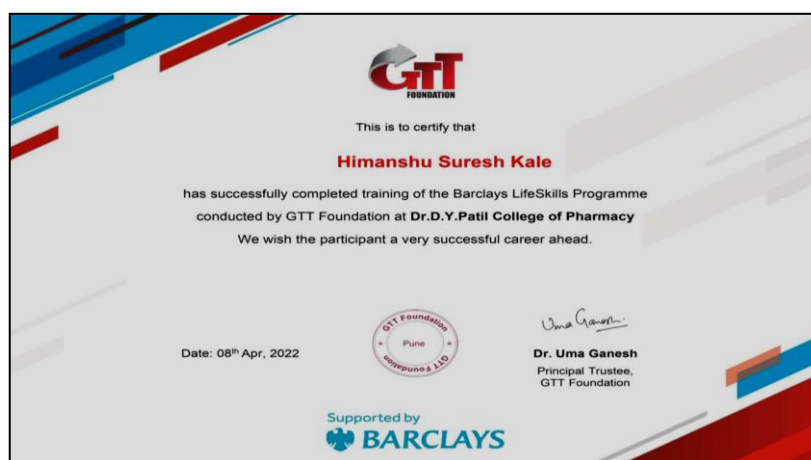 GTT
FOUNDATION
This is to certify that
Himanshu Suresh Kale
has successfully completed training of the Barclays LifeSkills Programme
conducted by GTT Foundation at Dr.D.Y.Patil College of Pharmacy
We wish the participant a very successful career ahead.
Date: 08th Apr, 2022
GTT Foundation
Pune
GTT Foundation
Uma Ganesh
Dr. Uma Ganesh
Principal Trustee,
GTT Foundation
Supported by
BARCLAYS